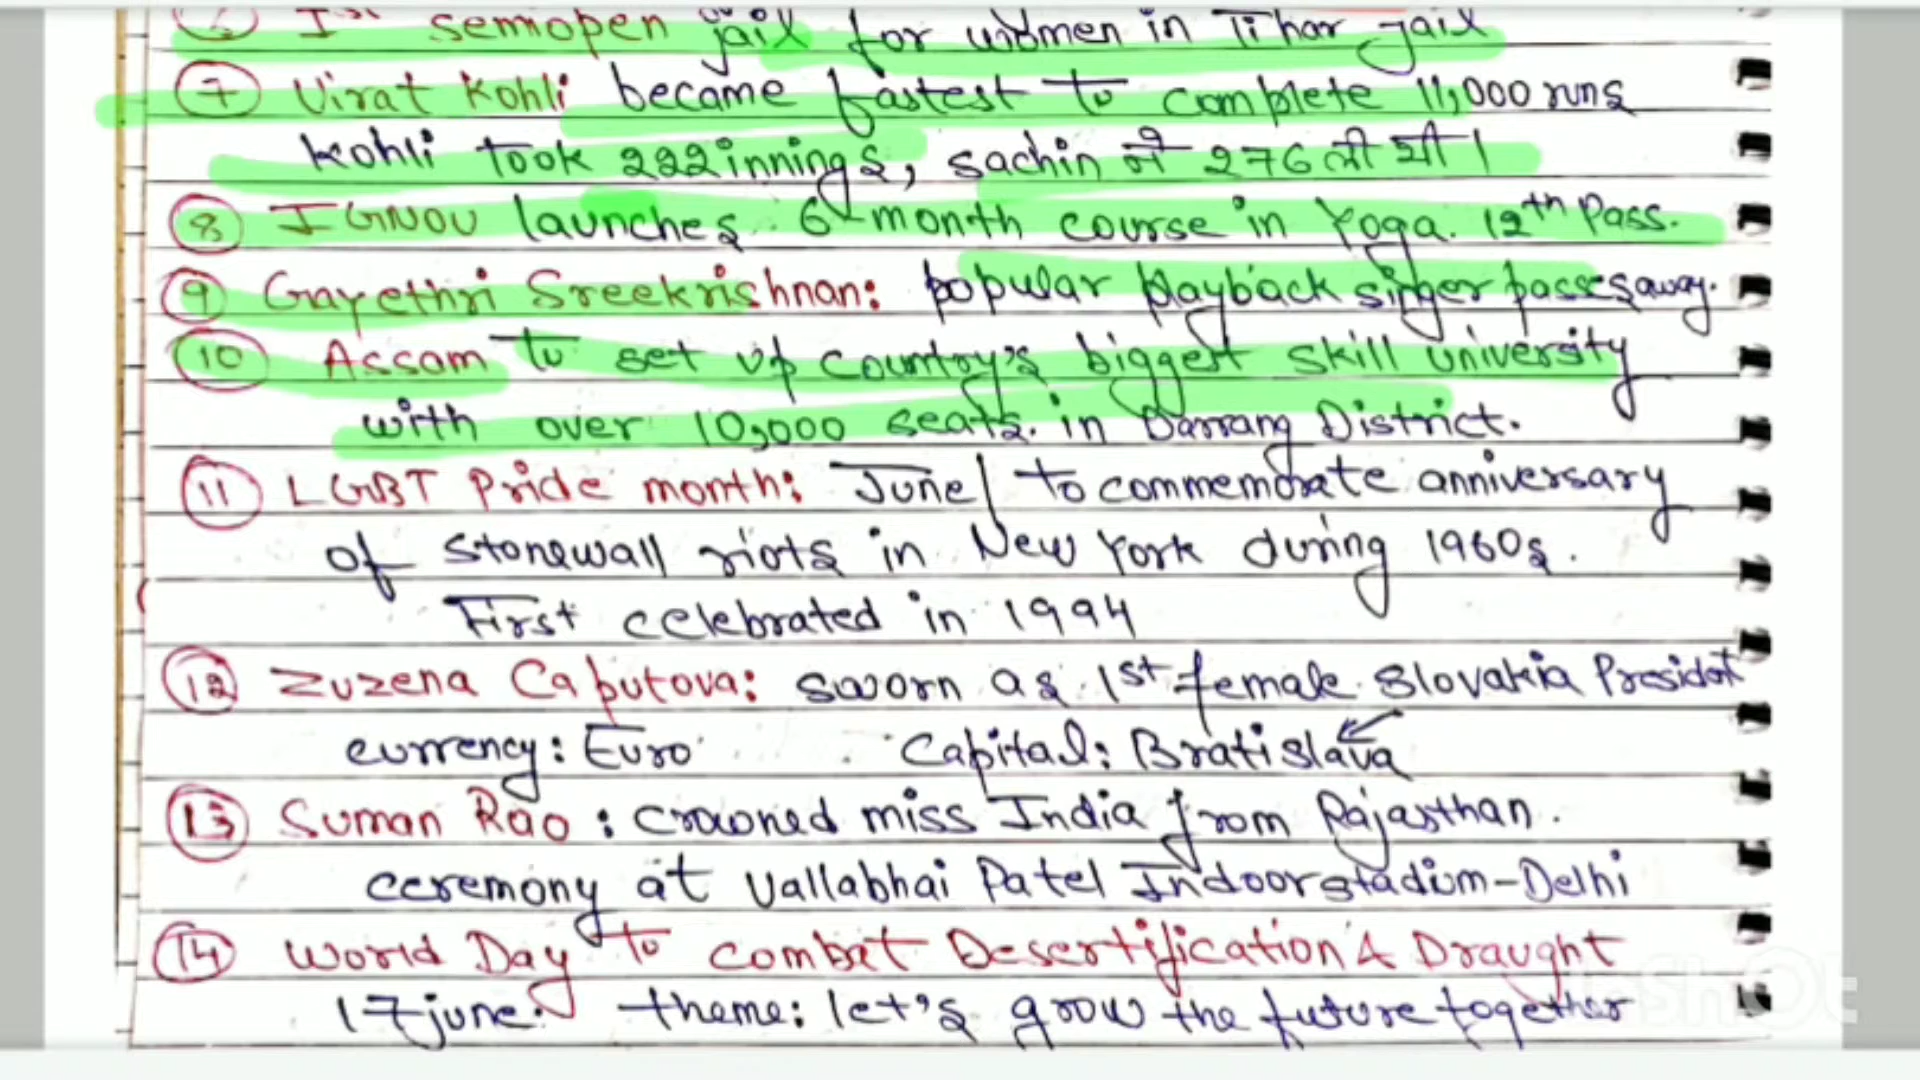 ⑥ 1st semiopen jail for women in Tihar jail
⑦ Virat Kohli became fastest to complete 11,000 runs
Kohli took 222 innings, sachin ने 276 ली थी।
⑧ IGNOU launches 6-month course in Yoga. 12th Pass.
⑨ Gayethri Sreekrishnan: popular playback singer passes away.
⑩ Assam to set up country's biggest skill university
with over 10,000 seats. in Darrang District.
⑪ LGBT Pride month: June/ to commemorate anniversary
of stonewall riots in New York during 1960s.
First celebrated in 1994
⑫ Zuzena Caputova: sworn as 1st female Slovakia President
currency: Euro Capital: Bratislava
⑬ Suman Rao: crowned miss India from Rajasthan.
ceremony at Vallabhai Patel Indoor stadium-Delhi
⑭ World Day to combat Desertification & Draught
17 june. theme: let's grow the future together
InShOt